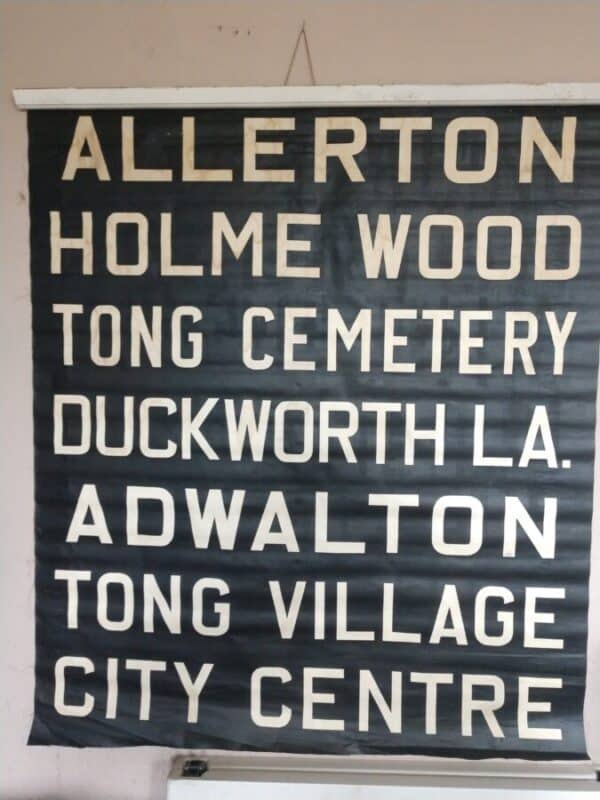 ALLERTON
HOLME WOOD
TONG CEMETERY
DUCKWORTH LA.
ADWALTON
TONG VILLAGE
CITY CENTRE